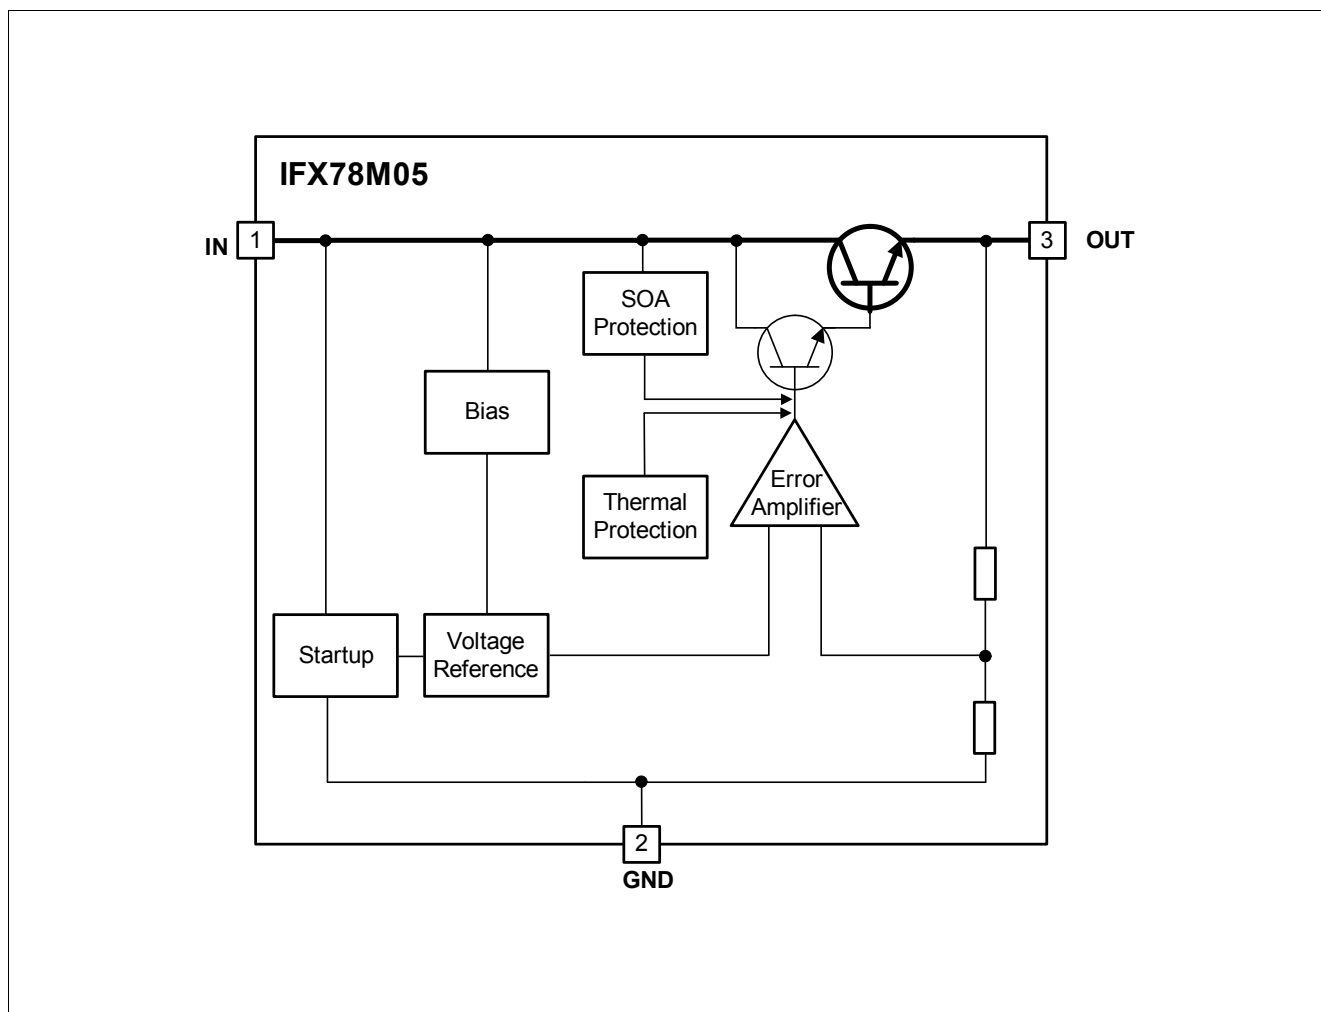 IFX78M05
IN
1
3
OUT
SOA
Protection
Bias
Error
Amplifier
Thermal
Protection
Startup
Voltage
Reference
2
GND